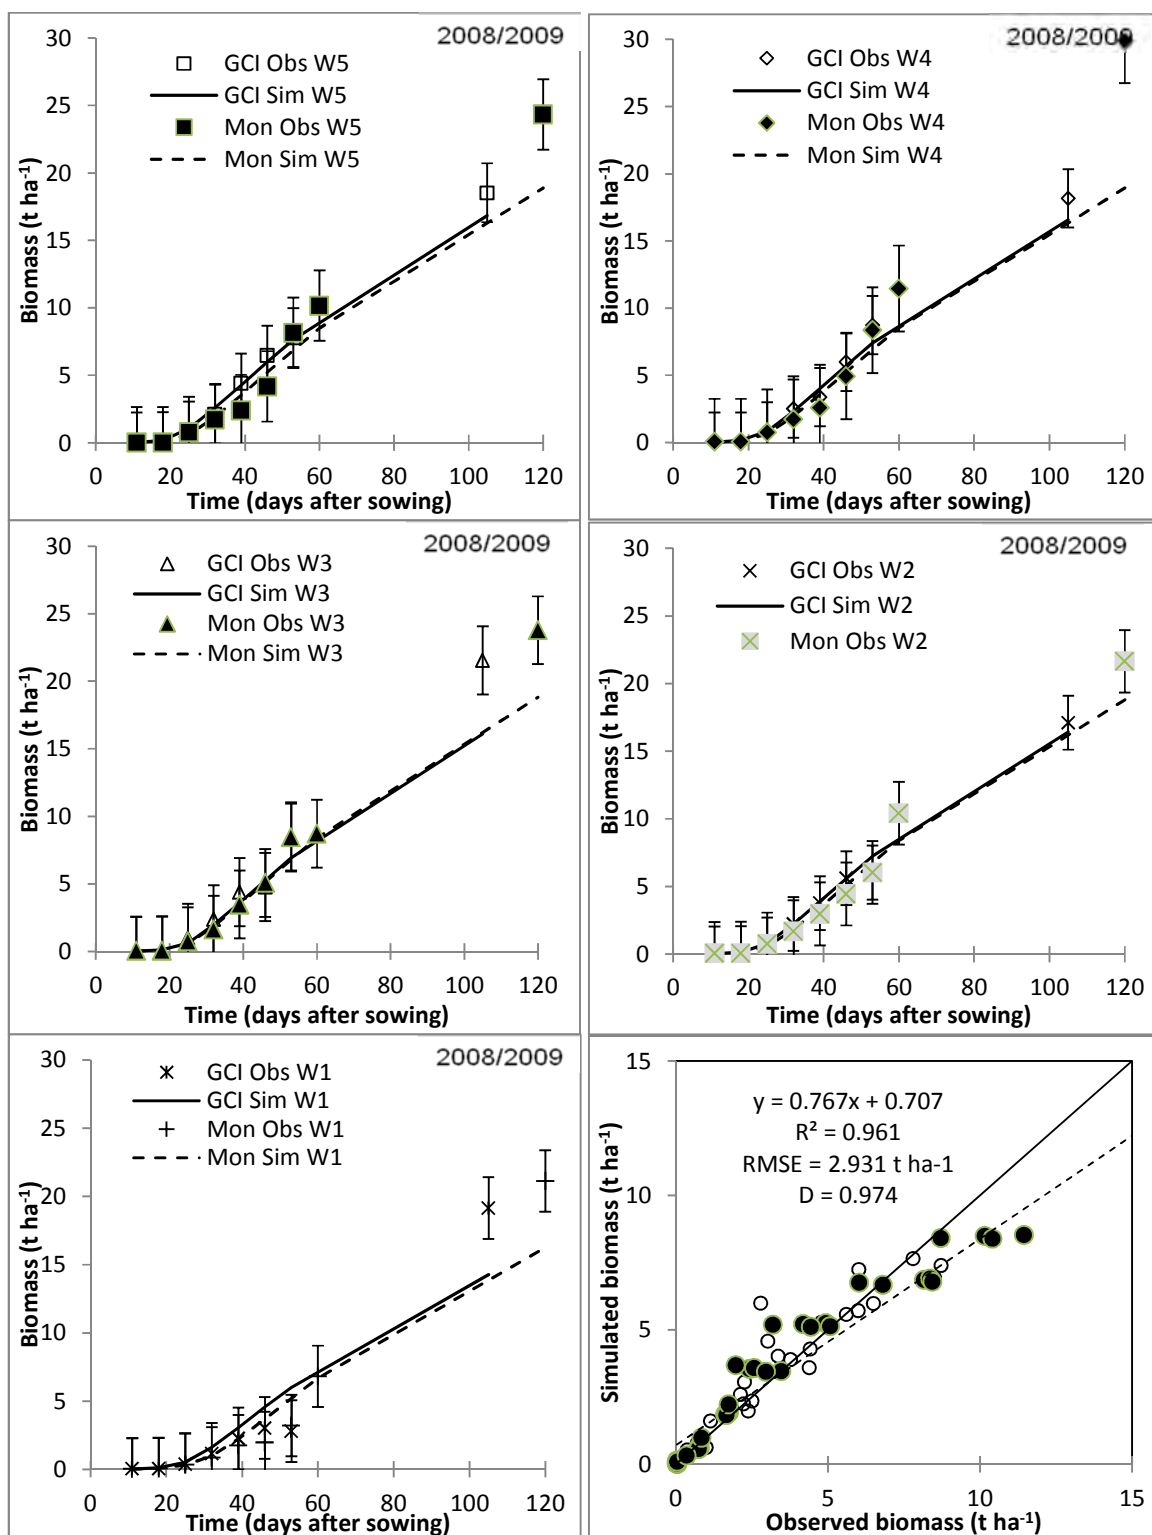 2008/2009
GCI Obs W5
GCI Sim W5
Mon Obs W5
Mon Sim W5
Biomass (t ha-1)
30
25
20
15
10
5
0
0 20 40 60 80 100 120
Time (days after sowing)
2008/2009
GCI Obs W4
GCI Sim W4
Mon Obs W4
Mon Sim W4
Biomass (t ha-1)
30
25
20
15
10
5
0
0 20 40 60 80 100 120
Time (days after sowing)
2008/2009
GCI Obs W3
GCI Sim W3
Mon Obs W3
Mon Sim W3
Biomass (t ha-1)
30
25
20
15
10
5
0
0 20 40 60 80 100 120
Time (days after sowing)
2008/2009
GCI Obs W2
GCI Sim W2
Mon Obs W2
Biomass (t ha-1)
30
25
20
15
10
5
0
0 20 40 60 80 100 120
Time (days after sowing)
2008/2009
GCI Obs W1
GCI Sim W1
Mon Obs W1
Mon Sim W1
Biomass (t ha-1)
30
25
20
15
10
5
0
0 20 40 60 80 100 120
Time (days after sowing)
y = 0.767x + 0.707
R² = 0.961
RMSE = 2.931 t ha-1
D = 0.974
Simulated biomass (t ha-1)
15
10
5
0
0 5 10 15
Observed biomass (t ha-1)